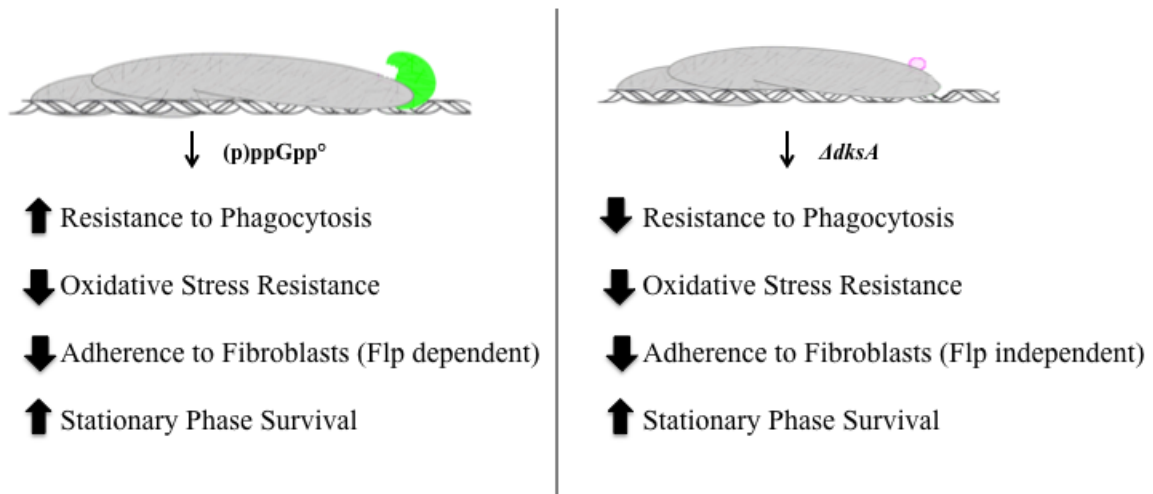 (p)ppGpp°
Resistance to Phagocytosis
Oxidative Stress Resistance
Adherence to Fibroblasts (Flp dependent)
Stationary Phase Survival
ΔdksA
Resistance to Phagocytosis
Oxidative Stress Resistance
Adherence to Fibroblasts (Flp independent)
Stationary Phase Survival